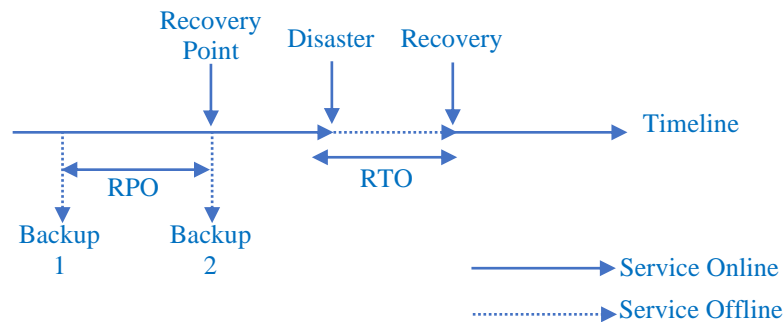 Recovery
Point
Disaster
Recovery
Timeline
RPO
RTO
Backup
1
Backup
2
Service Online
Service Offline